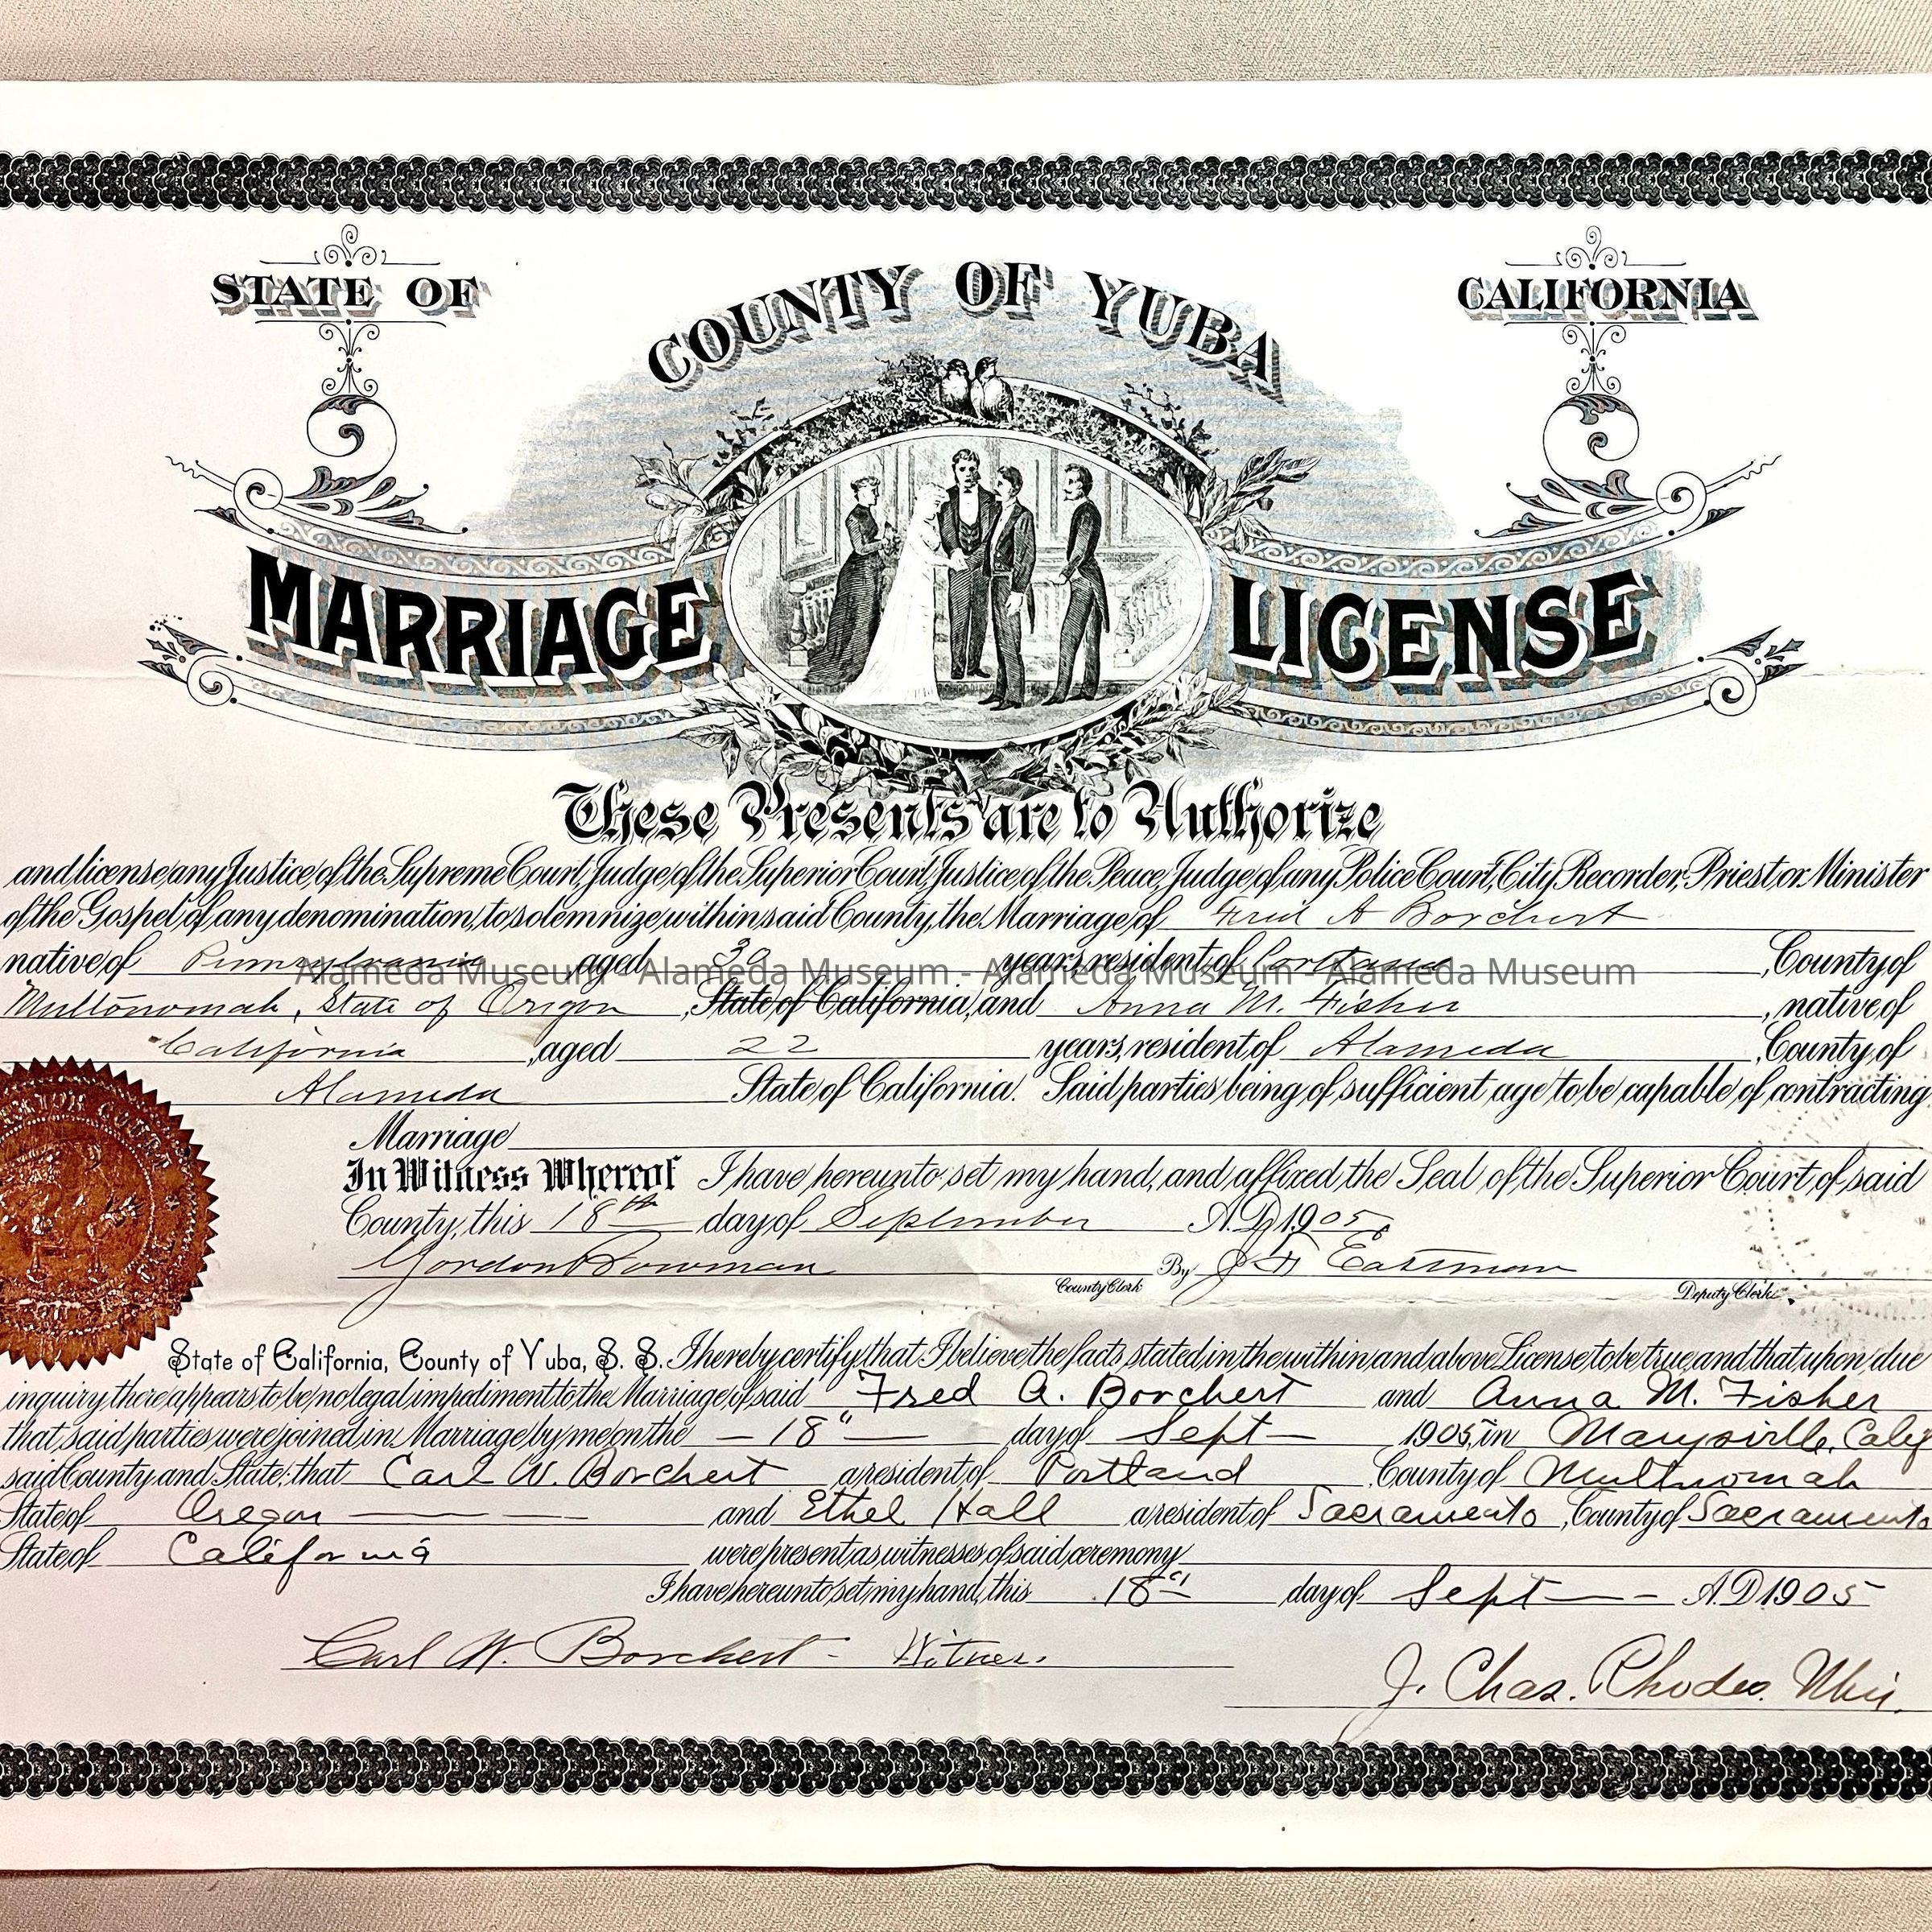 STATE OF
COUNTY OF YUBA
CALIFORNIA
MARRIAGE LICENSE
These Presents are to Authorize
and license any Justice of the Supreme Court, Judge of the Superior Court, Justice of the Peace, Judge of any Police Court, City Recorder, Priest or Minister
of the Gospel of any denomination, to solemnize within said County, the Marriage of Fred A Borchert
native of Pennsylvania aged 30 years, resident of Portland, County of
Alameda Museum - Alameda Museum - Alameda Museum - Alameda Museum
Multonomah, State of Oregon, State of California, and Anna M. Fisher, native of
California, aged 22 years, resident of Alameda, County of
Alameda State of California. Said parties being of sufficient age to be capable of contracting
Marriage
In Witness Whereof I have hereunto set my hand, and affixed the Seal of the Superior Court of said
County, this 18th day of September A.D. 1905.
Gordon Bowman County Clerk By J F Eastman Deputy Clerk.
State of California, County of Yuba, S. S. I hereby certify that I believe the facts stated in the within and above License to be true and that upon due
inquiry there appears to be no legal impediment to the Marriage of said Fred A. Borchert and Anna M. Fisher
that said parties were joined in Marriage by me on the - 18" - day of Sept - 1905, in Marysville, Calif
said County and State; that Carl W. Borchert a resident of Portland County of Multnomah
State of Oregon - - - and Ethel Hall a resident of Sacramento, County of Sacramento
State of California were present as witnesses of said ceremony
I have hereunto set my hand, this 18" day of Sept - - A.D. 1905
Carl W. Borchert - Witness.
J. Chas. Rhodes. Min.